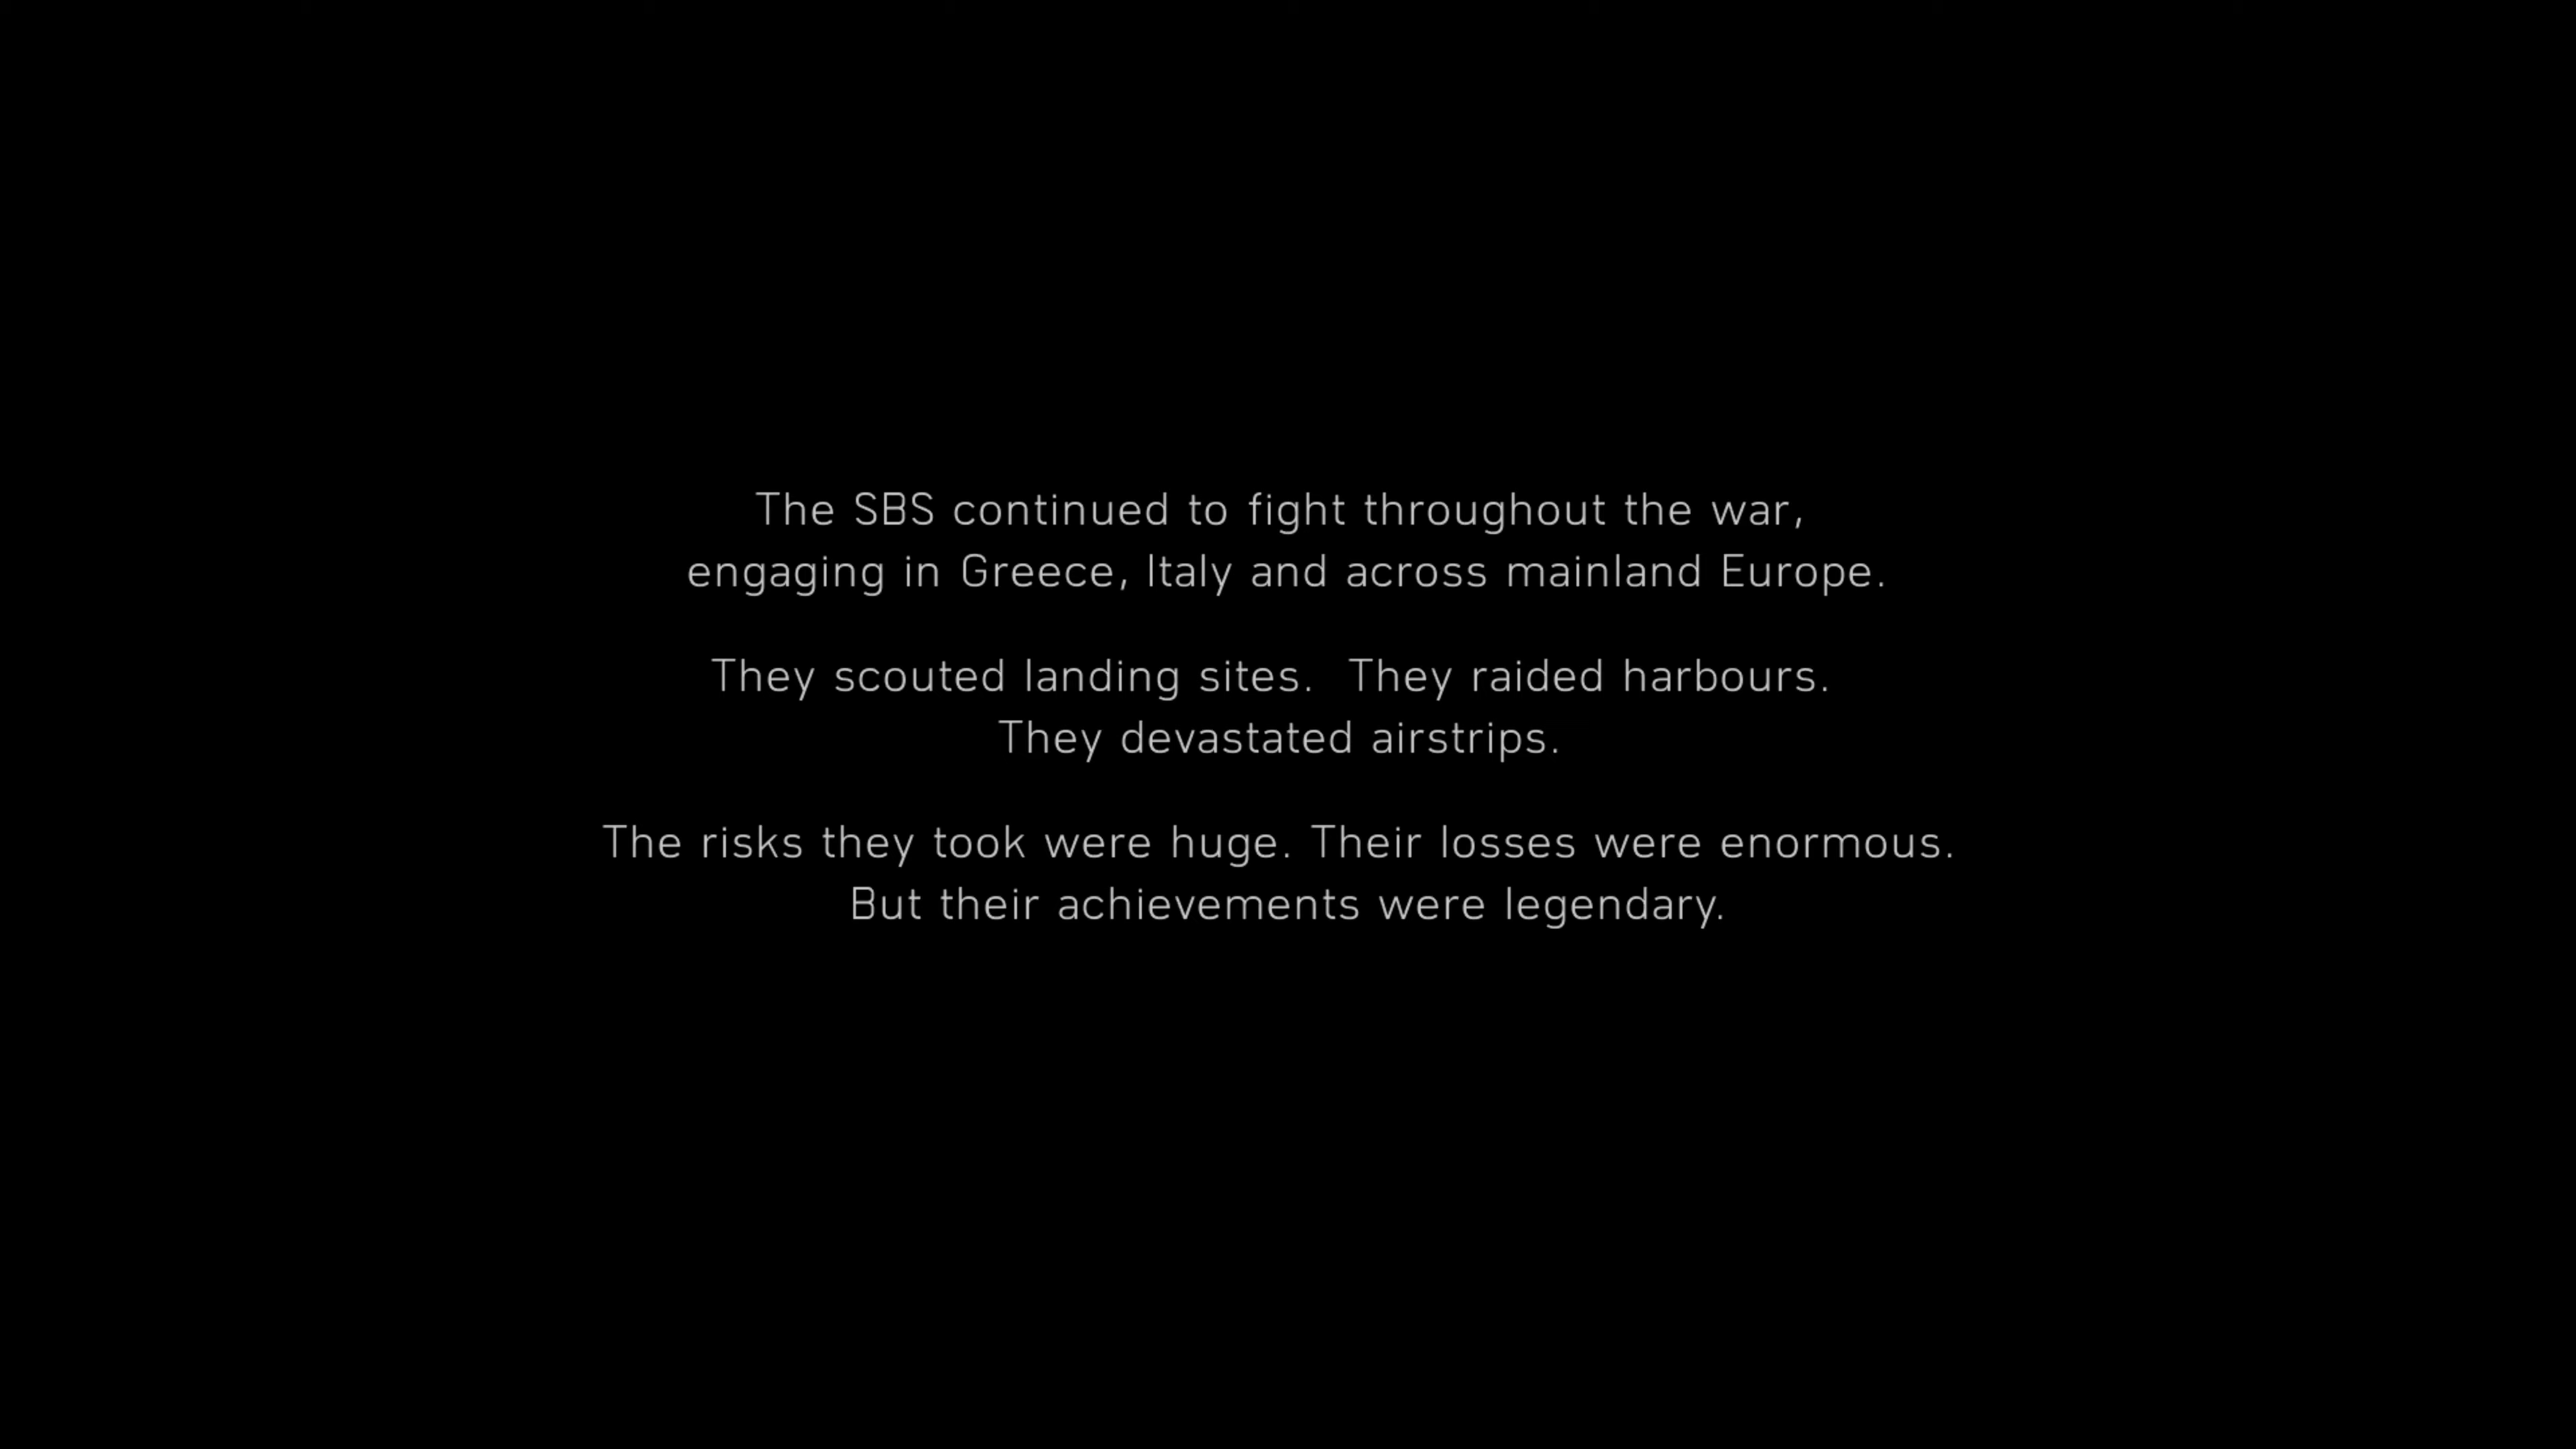 The SBS continued to fight throughout the war,
engaging in Greece, Italy and across mainland Europe.
They scouted landing sites.  They raided harbours.
They devastated airstrips.
The risks they took were huge. Their losses were enormous.
But their achievements were legendary.